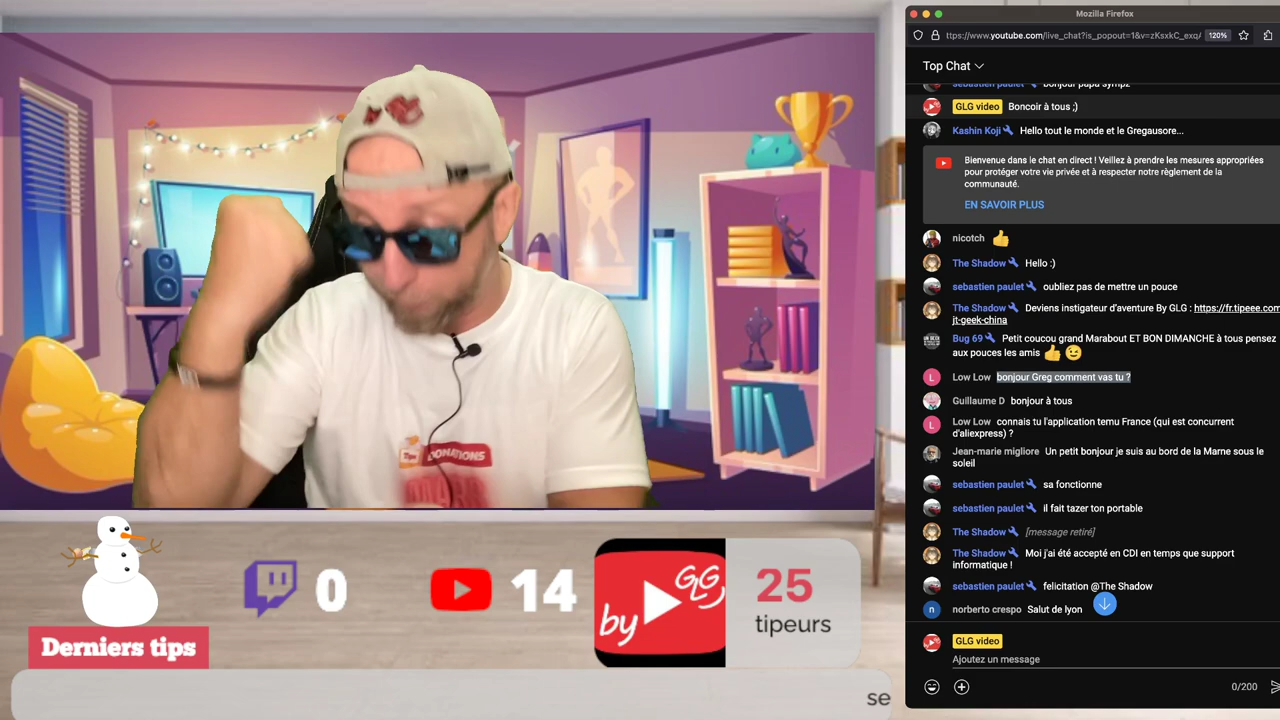 Mozilla Firefox
ttps://www.youtube.com/live_chat?is_popout=1&v=zKsxkC_exq/
120%
Top Chat
sebastien paulet bonjour papa sympz
GLG video Boncoir à tous ;)
Kashin Koji Hello tout le monde et le Gregausore...
Bienvenue dans le chat en direct ! Veillez à prendre les mesures appropriées
pour protéger votre vie privée et à respecter notre règlement de la
communauté.
EN SAVOIR PLUS
nicotch
The Shadow Hello :)
sebastien paulet oubliez pas de mettre un pouce
The Shadow Deviens instigateur d'aventure By GLG : https://fr.tipeee.com
jt-geek-china
Bug 69 Petit coucou grand Marabout ET BON DIMANCHE à tous pensez
aux pouces les amis
L Low Low bonjour Greg comment vas tu ?
Guillaume D bonjour à tous
L Low Low connais tu l'application temu France (qui est concurrent
d'aliexpress) ?
Jean-marie migliore Un petit bonjour je suis au bord de la Marne sous le
soleil
sebastien paulet sa fonctionne
sebastien paulet il fait tazer ton portable
The Shadow [message retiré]
The Shadow Moi j'ai été accepté en CDI en temps que support
informatique !
sebastien paulet felicitation @The Shadow
n norberto crespo Salut de lyon
GLG video
Ajoutez un message
0/200
DONATIONS
Derniers tips
0
14
by GLG
25
tipeurs
se